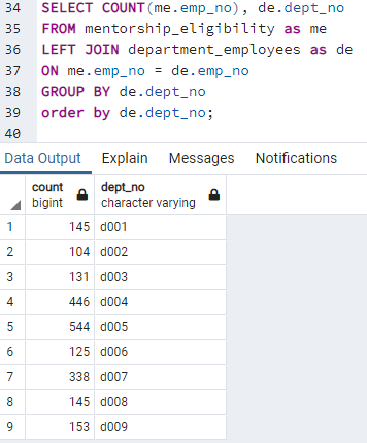 34 SELECT COUNT(me.emp_no), de.dept_no
35 FROM mentorship_eligibility as me
36 LEFT JOIN department_employees as de
37 ON me.emp_no = de.emp_no
38 GROUP BY de.dept_no
39 order by de.dept_no;
40
Data Output Explain Messages Notifications
count dept_no
bigint character varying
1 145 d001
2 104 d002
3 131 d003
4 446 d004
5 544 d005
6 125 d006
7 338 d007
8 145 d008
9 153 d009